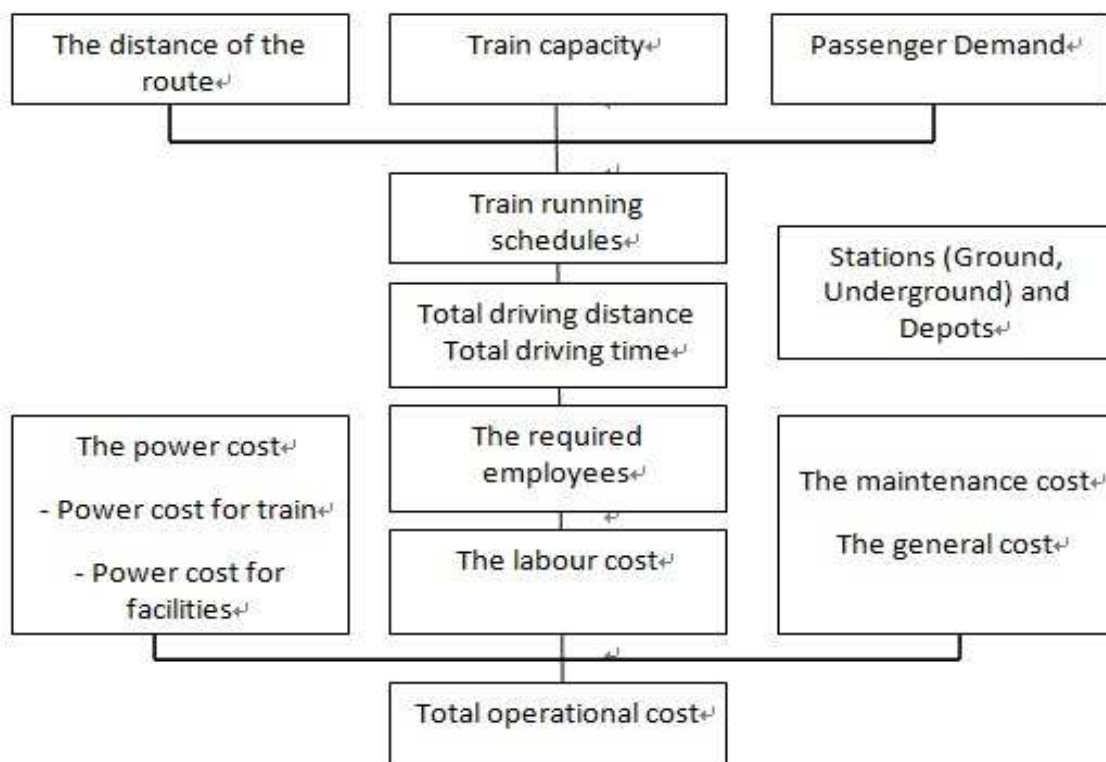 The distance of the
route↵
Train capacity↵
Passenger Demand↵
Train running
schedules↵
Stations (Ground,
Underground) and
Depots↵
Total driving distance
Total driving time↵
The power cost↵
- Power cost for train↵
- Power cost for
facilities↵
The required
employees↵
The maintenance cost↵
The general cost↵
The labour cost↵
Total operational cost↵